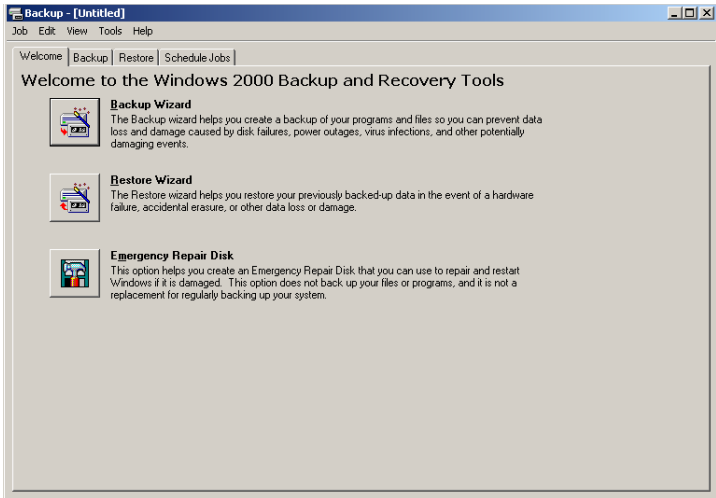 Backup - [Untitled]
Job Edit View Tools Help
Welcome Backup Restore Schedule Jobs
Welcome to the Windows 2000 Backup and Recovery Tools
Backup Wizard
The Backup wizard helps you create a backup of your programs and files so you can prevent data
loss and damage caused by disk failures, power outages, virus infections, and other potentially
damaging events.
Restore Wizard
The Restore wizard helps you restore your previously backed-up data in the event of a hardware
failure, accidental erasure, or other data loss or damage.
Emergency Repair Disk
This option helps you create an Emergency Repair Disk that you can use to repair and restart
Windows if it is damaged. This option does not back up your files or programs, and it is not a
replacement for regularly backing up your system.